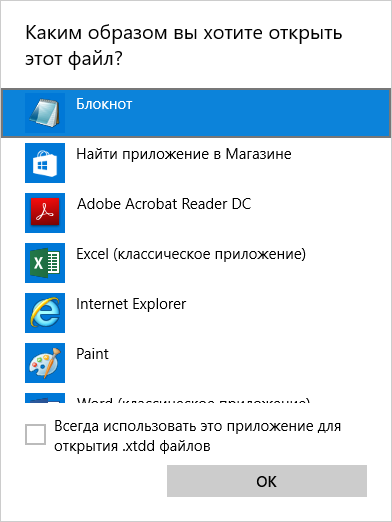 Каким образом вы хотите открыть
этот файл?
Блокнот
Найти приложение в Магазине
Adobe Acrobat Reader DC
Excel (классическое приложение)
Internet Explorer
Paint
Word (классическое приложение)
Всегда использовать это приложение для
открытия .xtdd файлов
ОК